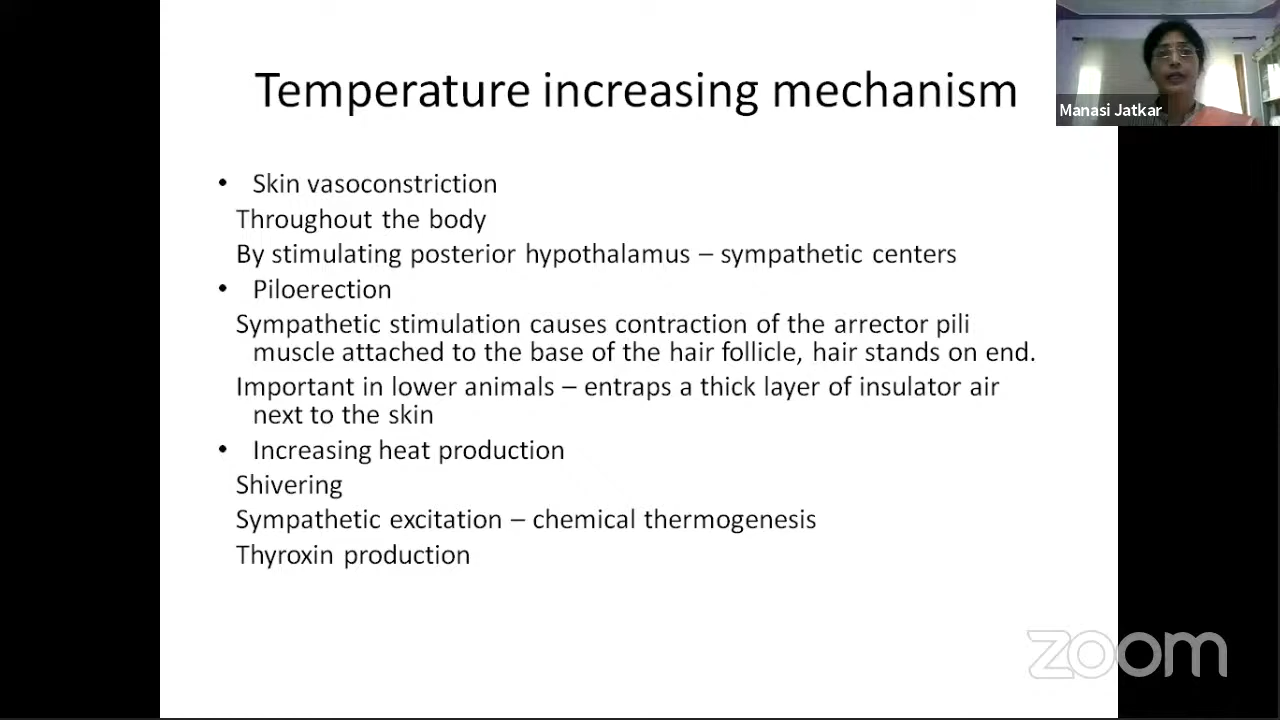 Temperature increasing mechanism
Manasi Jatkar
• Skin vasoconstriction
Throughout the body
By stimulating posterior hypothalamus – sympathetic centers
• Piloerection
Sympathetic stimulation causes contraction of the arrector pili
muscle attached to the base of the hair follicle, hair stands on end.
Important in lower animals – entraps a thick layer of insulator air
next to the skin
• Increasing heat production
Shivering
Sympathetic excitation – chemical thermogenesis
Thyroxin production
zoom